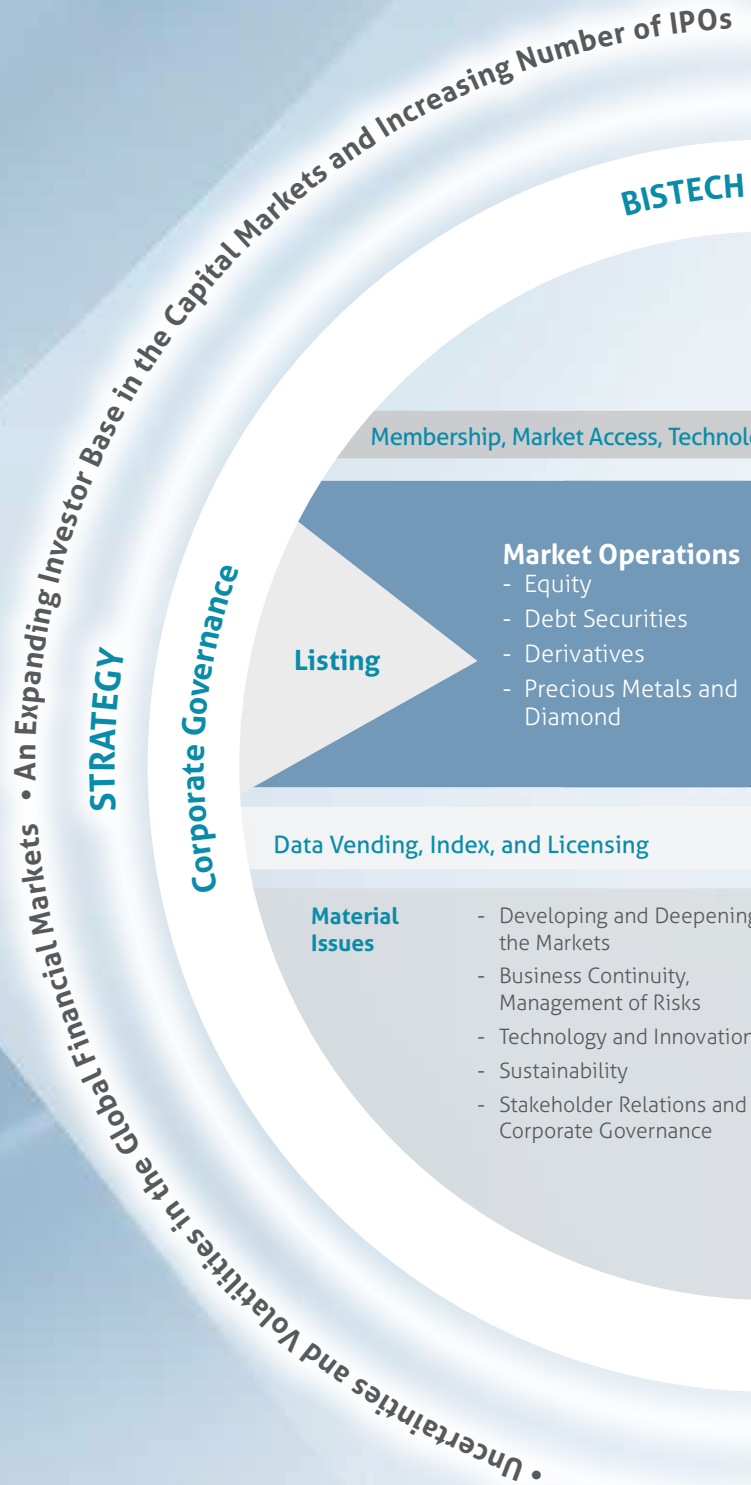 • Uncertainties and Volatilities in the Global Financial Markets • An Expanding Investor Base in the Capital Markets and Increasing Number of IPOs
BISTECH
STRATEGY
Corporate Governance
Membership, Market Access,
Listing
Market Operations
- Equity
- Debt Securities
- Derivatives
- Precious Metals and
Diamond
Data Vending, Index, and Licensing
Material
Issues
- Developing and Deepening
the Markets
- Business Continuity,
Management of Risks
- Technology and Innovation
- Sustainability
- Stakeholder Relations and
Corporate Governance